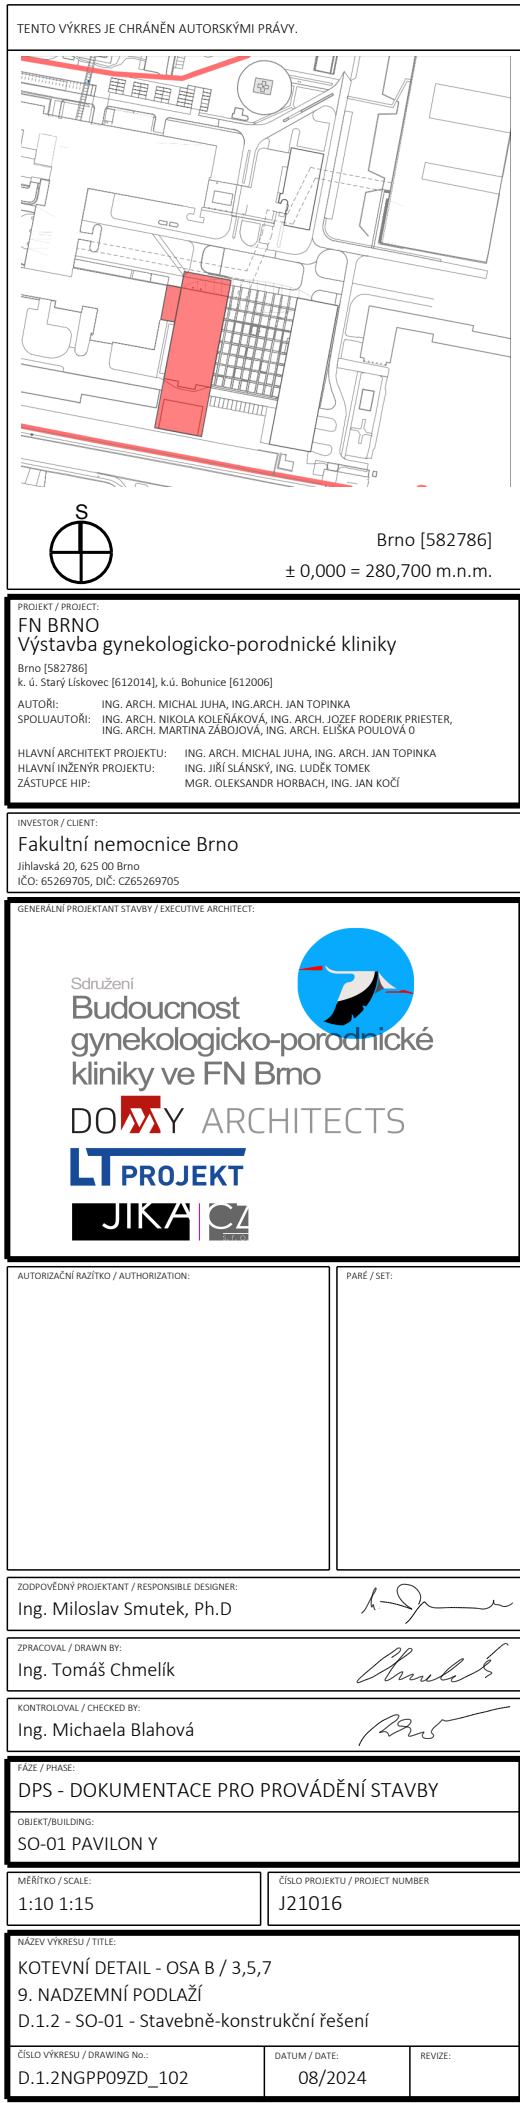 TENTO VÝKRES JE CHRÁNĚN AUTORSKÝMI PRÁVY.
S
Brno [582786]
± 0,000 = 280,700 m.n.m.
PROJEKT / PROJECT:
FN BRNO
Výstavba gynekologicko-porodnické kliniky
Brno [582786]
k. ú. Starý Lískovec [612014], k.ú. Bohunice [612006]
AUTOŘI: ING. ARCH. MICHAL JUHA, ING.ARCH. JAN TOPINKA
SPOLUAUTOŘI: ING. ARCH. NIKOLA KOLEŇÁKOVÁ, ING. ARCH. JOZEF RODERIK PRIESTER,
ING. ARCH. MARTINA ZÁBOJOVÁ, ING. ARCH. ELIŠKA POULOVÁ 0
HLAVNÍ ARCHITEKT PROJEKTU: ING. ARCH. MICHAL JUHA, ING. ARCH. JAN TOPINKA
HLAVNÍ INŽENÝR PROJEKTU: ING. JIŘÍ SLÁNSKÝ, ING. LUDĚK TOMEK
ZÁSTUPCE HIP: MGR. OLEKSANDR HORBACH, ING. JAN KOČÍ
INVESTOR / CLIENT:
Fakultní nemocnice Brno
Jihlavská 20, 625 00 Brno
IČO: 65269705, DIČ: CZ65269705
GENERÁLNÍ PROJEKTANT STAVBY / EXECUTIVE ARCHITECT:
Sdružení
Budoucnost
gynekologicko-porodnické
kliniky ve FN Brno
DOMY ARCHITECTS
LT PROJEKT
JIKA CZ
s.r.o.
AUTORIZAČNÍ RAZÍTKO / AUTHORIZATION: PARÉ / SET:
ZODPOVĚDNÝ PROJEKTANT / RESPONSIBLE DESIGNER:
Ing. Miloslav Smutek, Ph.D
ZPRACOVAL / DRAWN BY:
Ing. Tomáš Chmelík
KONTROLOVAL / CHECKED BY:
Ing. Michaela Blahová
FÁZE / PHASE:
DPS - DOKUMENTACE PRO PROVÁDĚNÍ STAVBY
OBJEKT/BUILDING:
SO-01 PAVILON Y
MĚŘÍTKO / SCALE: ČÍSLO PROJEKTU / PROJECT NUMBER
1:10 1:15 J21016
NÁZEV VÝKRESU / TITLE:
KOTEVNÍ DETAIL - OSA B / 3,5,7
9. NADZEMNÍ PODLAŽÍ
D.1.2 - SO-01 - Stavebně-konstrukční řešení
ČÍSLO VÝKRESU / DRAWING No.: DATUM / DATE: REVIZE:
D.1.2NGPP09ZD_102 08/2024